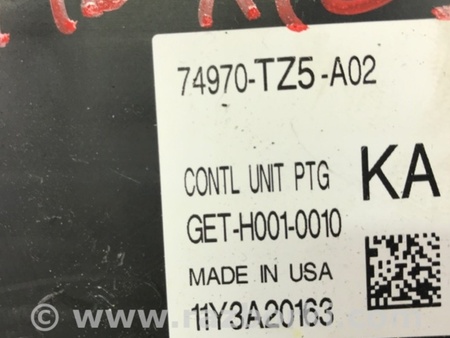 74970-TZ5-A02
CONTL UNIT PTG KA
GET-H001-0010
MADE IN USA
11Y3A20163